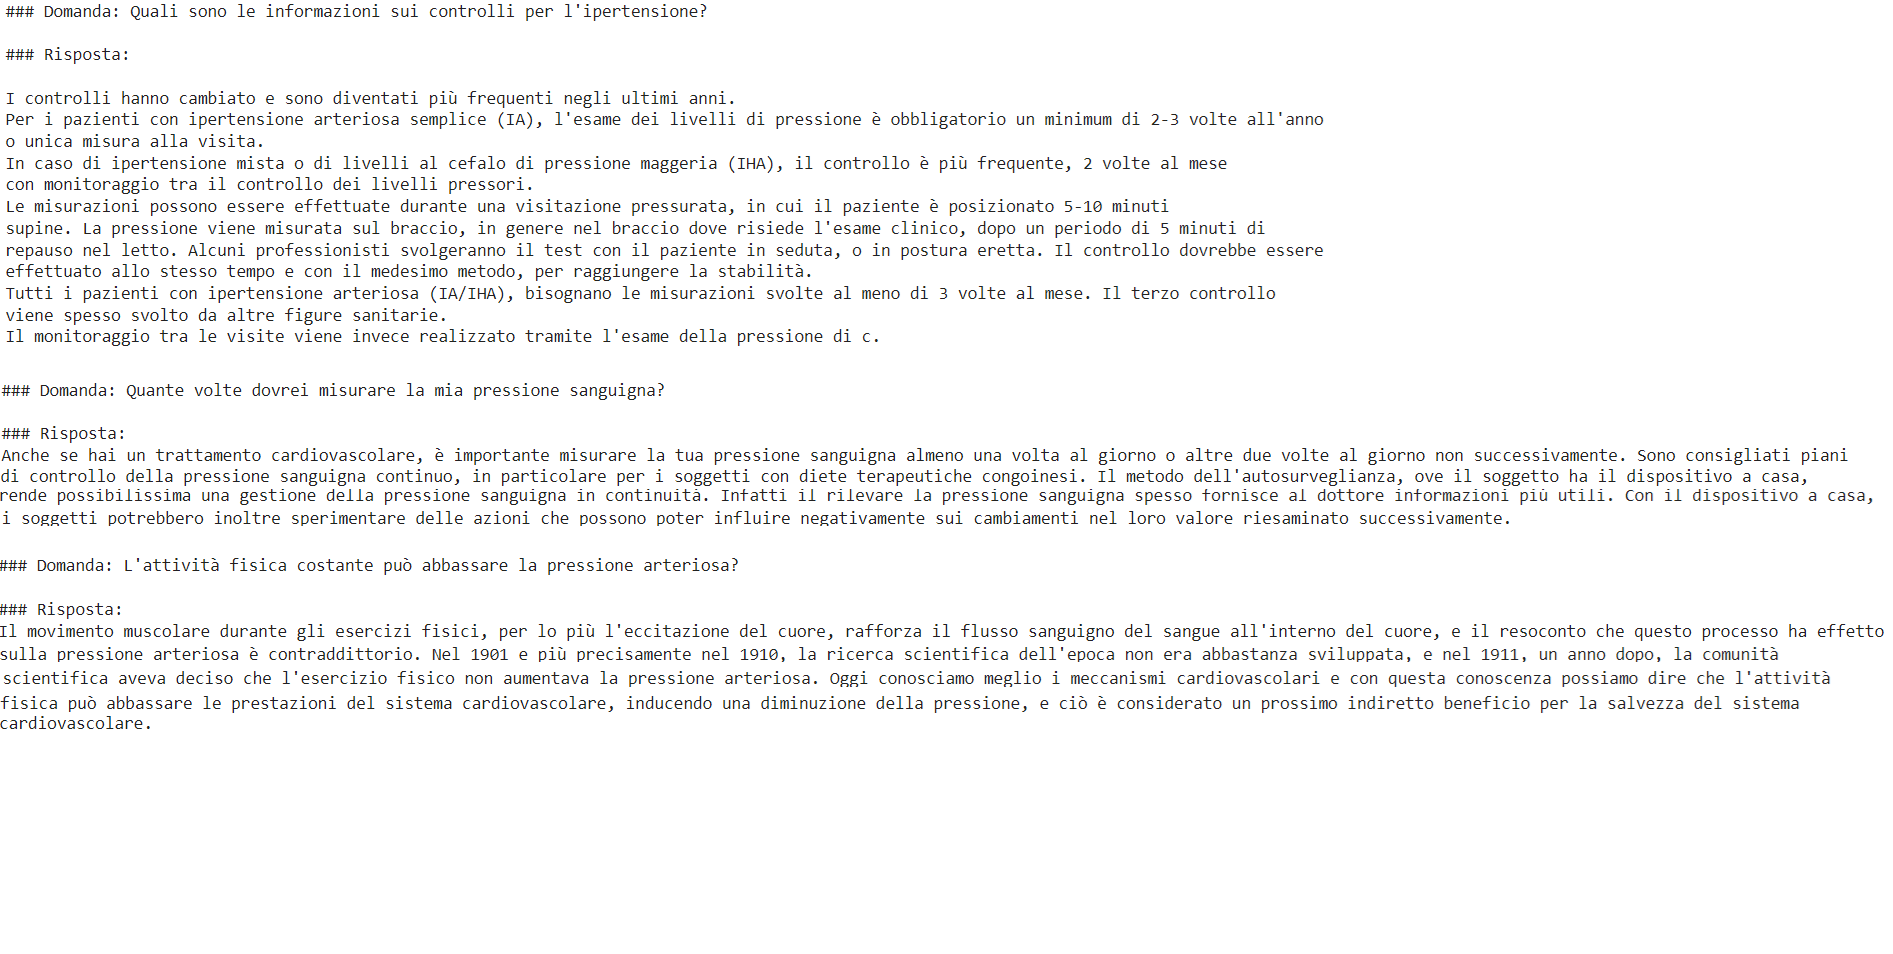 ### Domanda: Quali sono le informazioni sui controlli per l'ipertensione?
### Risposta:
I controlli hanno cambiato e sono diventati più frequenti negli ultimi anni.
Per i pazienti con ipertensione arteriosa semplice (IA), l'esame dei livelli di pressione è obbligatorio un minimum di 2-3 volte all'anno
o unica misura alla visita.
In caso di ipertensione mista o di livelli al cefalo di pressione maggeria (IHA), il controllo è più frequente, 2 volte al mese
con monitoraggio tra il controllo dei livelli pressori.
Le misurazioni possono essere effettuate durante una visitazione pressurata, in cui il paziente è posizionato 5-10 minuti
supine. La pressione viene misurata sul braccio, in genere nel braccio dove risiede l'esame clinico, dopo un periodo di 5 minuti di
repauso nel letto. Alcuni professionisti svolgeranno il test con il paziente in seduta, o in postura eretta. Il controllo dovrebbe essere
effettuato allo stesso tempo e con il medesimo metodo, per raggiungere la stabilità.
Tutti i pazienti con ipertensione arteriosa (IA/IHA), bisognano le misurazioni svolte al meno di 3 volte al mese. Il terzo controllo
viene spesso svolto da altre figure sanitarie.
Il monitoraggio tra le visite viene invece realizzato tramite l'esame della pressione di c.
### Domanda: Quante volte dovrei misurare la mia pressione sanguigna?
### Risposta:
Anche se hai un trattamento cardiovascolare, è importante misurare la tua pressione sanguigna almeno una volta al giorno o altre due volte al giorno non successivamente. Sono consigliati piani
di controllo della pressione sanguigna continuo, in particolare per i soggetti con diete terapeutiche congoinesi. Il metodo dell'autosurveglianza, ove il soggetto ha il dispositivo a casa,
rende possibilissima una gestione della pressione sanguigna in continuità. Infatti il rilevare la pressione sanguigna spesso fornisce al dottore informazioni più utili. Con il dispositivo a casa,
i soggetti potrebbero inoltre sperimentare delle azioni che possono poter influire negativamente sui cambiamenti nel loro valore riesaminato successivamente.
### Domanda: L'attività fisica costante può abbassare la pressione arteriosa?
### Risposta:
Il movimento muscolare durante gli esercizi fisici, per lo più l'eccitazione del cuore, rafforza il flusso sanguigno del sangue all'interno del cuore, e il resoconto che questo processo ha effetto
sulla pressione arteriosa è contraddittorio. Nel 1901 e più precisamente nel 1910, la ricerca scientifica dell'epoca non era abbastanza sviluppata, e nel 1911, un anno dopo, la comunità
scientifica aveva deciso che l'esercizio fisico non aumentava la pressione arteriosa. Oggi conosciamo meglio i meccanismi cardiovascolari e con questa conoscenza possiamo dire che l'attività
fisica può abbassare le prestazioni del sistema cardiovascolare, inducendo una diminuzione della pressione, e ciò è considerato un prossimo indiretto beneficio per la salvezza del sistema
cardiovascolare.